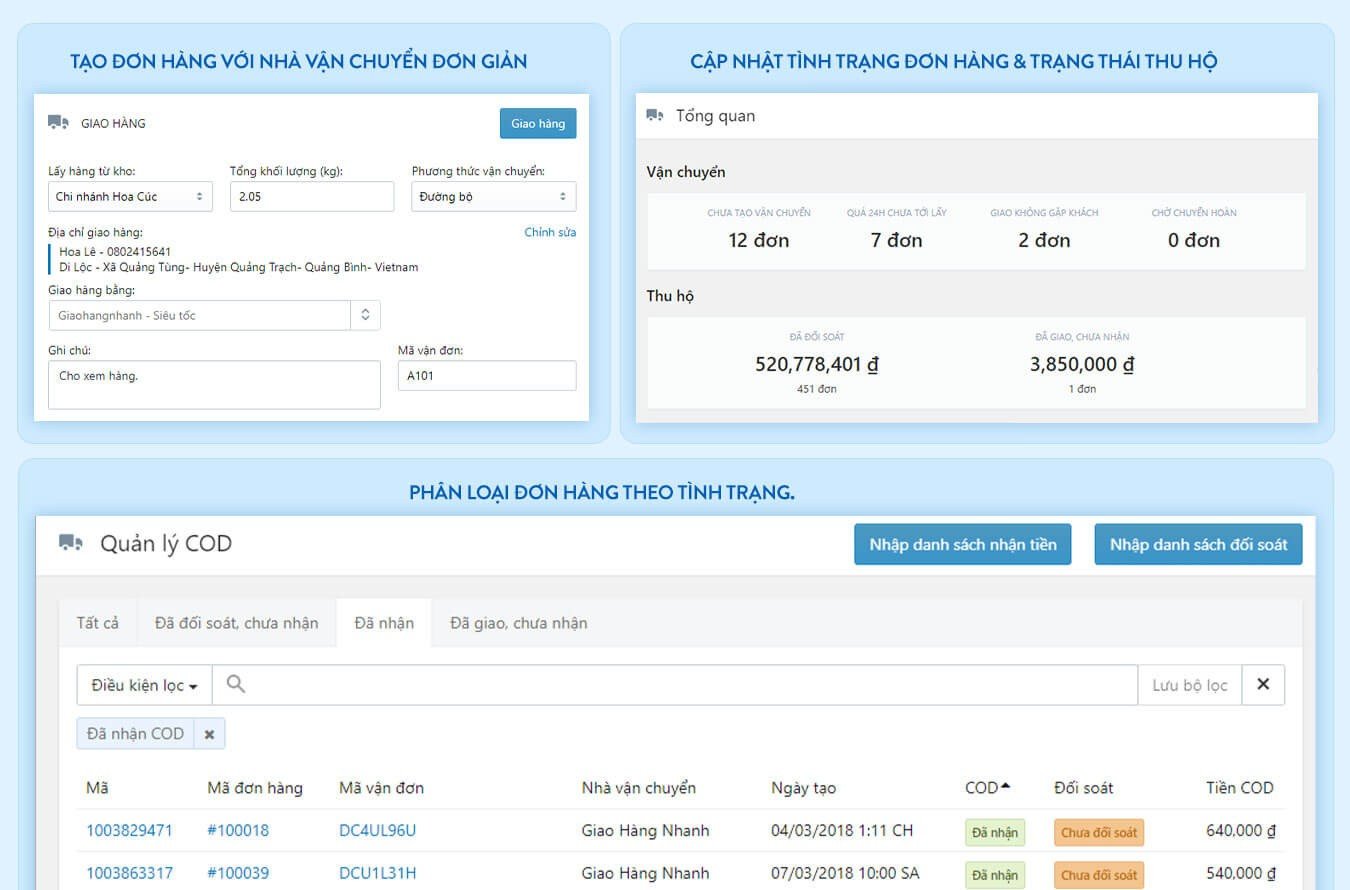 TẠO ĐƠN HÀNG VỚI NHÀ VẬN CHUYỂN ĐƠN GIẢN
GIAO HÀNG
Giao hàng
Lấy hàng từ kho: Tổng khối lượng (kg): Phương thức vận chuyển:
Chi nhánh Hoa Cúc 2.05 Đường bộ
Địa chỉ giao hàng: Chỉnh sửa
Hoa Lê - 0802415641
Di Lộc - Xã Quảng Tùng- Huyện Quảng Trạch- Quảng Bình- Vietnam
Giao hàng bằng:
Giaohangnhanh - Siêu tốc
Ghi chú: Mã vận đơn:
Cho xem hàng. A101
CẬP NHẬT TÌNH TRẠNG ĐƠN HÀNG & TRẠNG THÁI THU HỘ
Tổng quan
Vận chuyển
CHƯA TẠO VẬN CHUYỂN QUÁ 24H CHƯA TỚI LẤY GIAO KHÔNG GẶP KHÁCH CHỜ CHUYỂN HOÀN
12 đơn 7 đơn 2 đơn 0 đơn
Thu hộ
ĐÃ ĐỐI SOÁT ĐÃ GIAO, CHƯA NHẬN
520,778,401 ₫ 3,850,000 ₫
451 đơn 1 đơn
PHÂN LOẠI ĐƠN HÀNG THEO TÌNH TRẠNG.
Quản lý COD Nhập danh sách nhận tiền Nhập danh sách đối soát
Tất cả Đã đối soát, chưa nhận Đã nhận Đã giao, chưa nhận
Điều kiện lọc Lưu bộ lọc ×
Đã nhận COD ×
Mã Mã đơn hàng Mã vận đơn Nhà vận chuyển Ngày tạo COD Đối soát Tiền COD
1003829471 #100018 DC4UL96U Giao Hàng Nhanh 04/03/2018 1:11 CH Đã nhận Chưa đối soát 640,000 ₫
1003863317 #100039 DCU1L31H Giao Hàng Nhanh 07/03/2018 10:00 SA Đã nhận Chưa đối soát 540,000 ₫